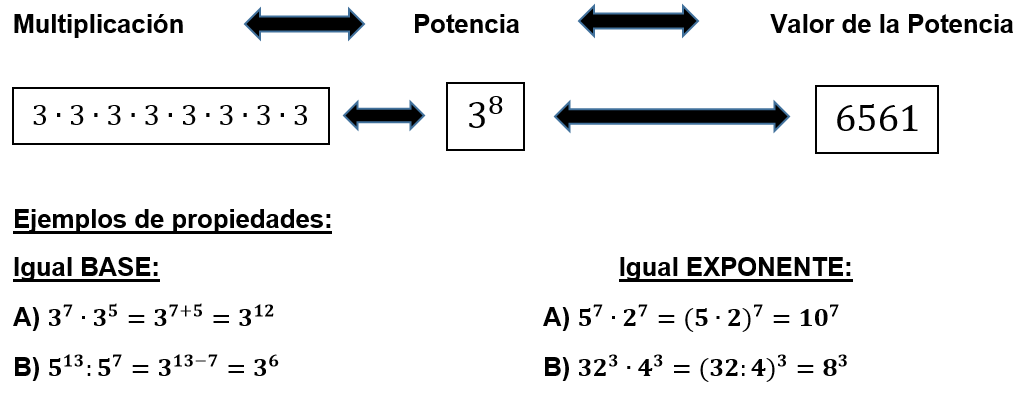 Multiplicación Potencia Valor de la Potencia
3 · 3 · 3 · 3 · 3 · 3 · 3 · 3 3⁸ 6561
Ejemplos de propiedades:
Igual BASE: Igual EXPONENTE:
A) 3⁷ · 3⁵ = 3⁷⁺⁵ = 3¹² A) 5⁷ · 2⁷ = (5 · 2)⁷ = 10⁷
B) 5¹³: 5⁷ = 3¹³⁻⁷ = 3⁶ B) 32³ · 4³ = (32: 4)³ = 8³